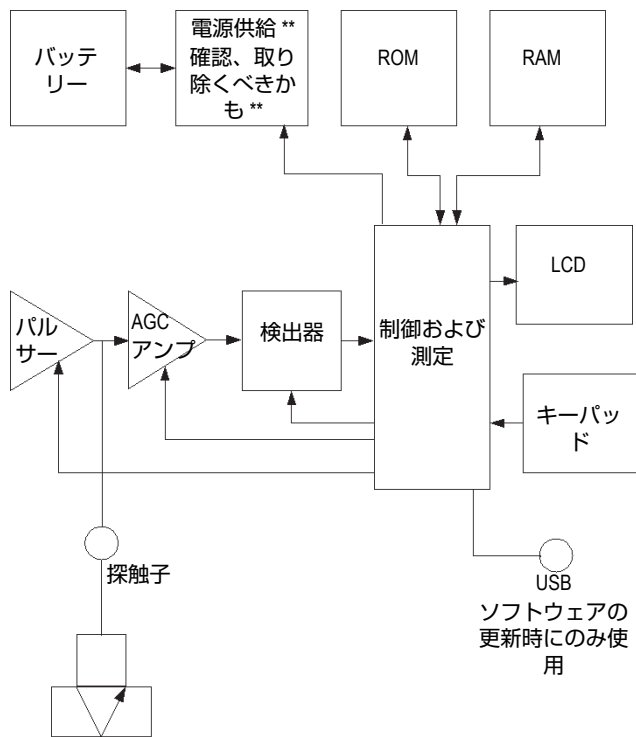 バッテ
リー
電源供給 **
確認、取り
除くべきか
も **
ROM
RAM
LCD
パル
サー
AGC
アンプ
検出器
制御および
測定
キーパッ
ド
探触子
USB
ソフトウェアの
更新時にのみ使
用